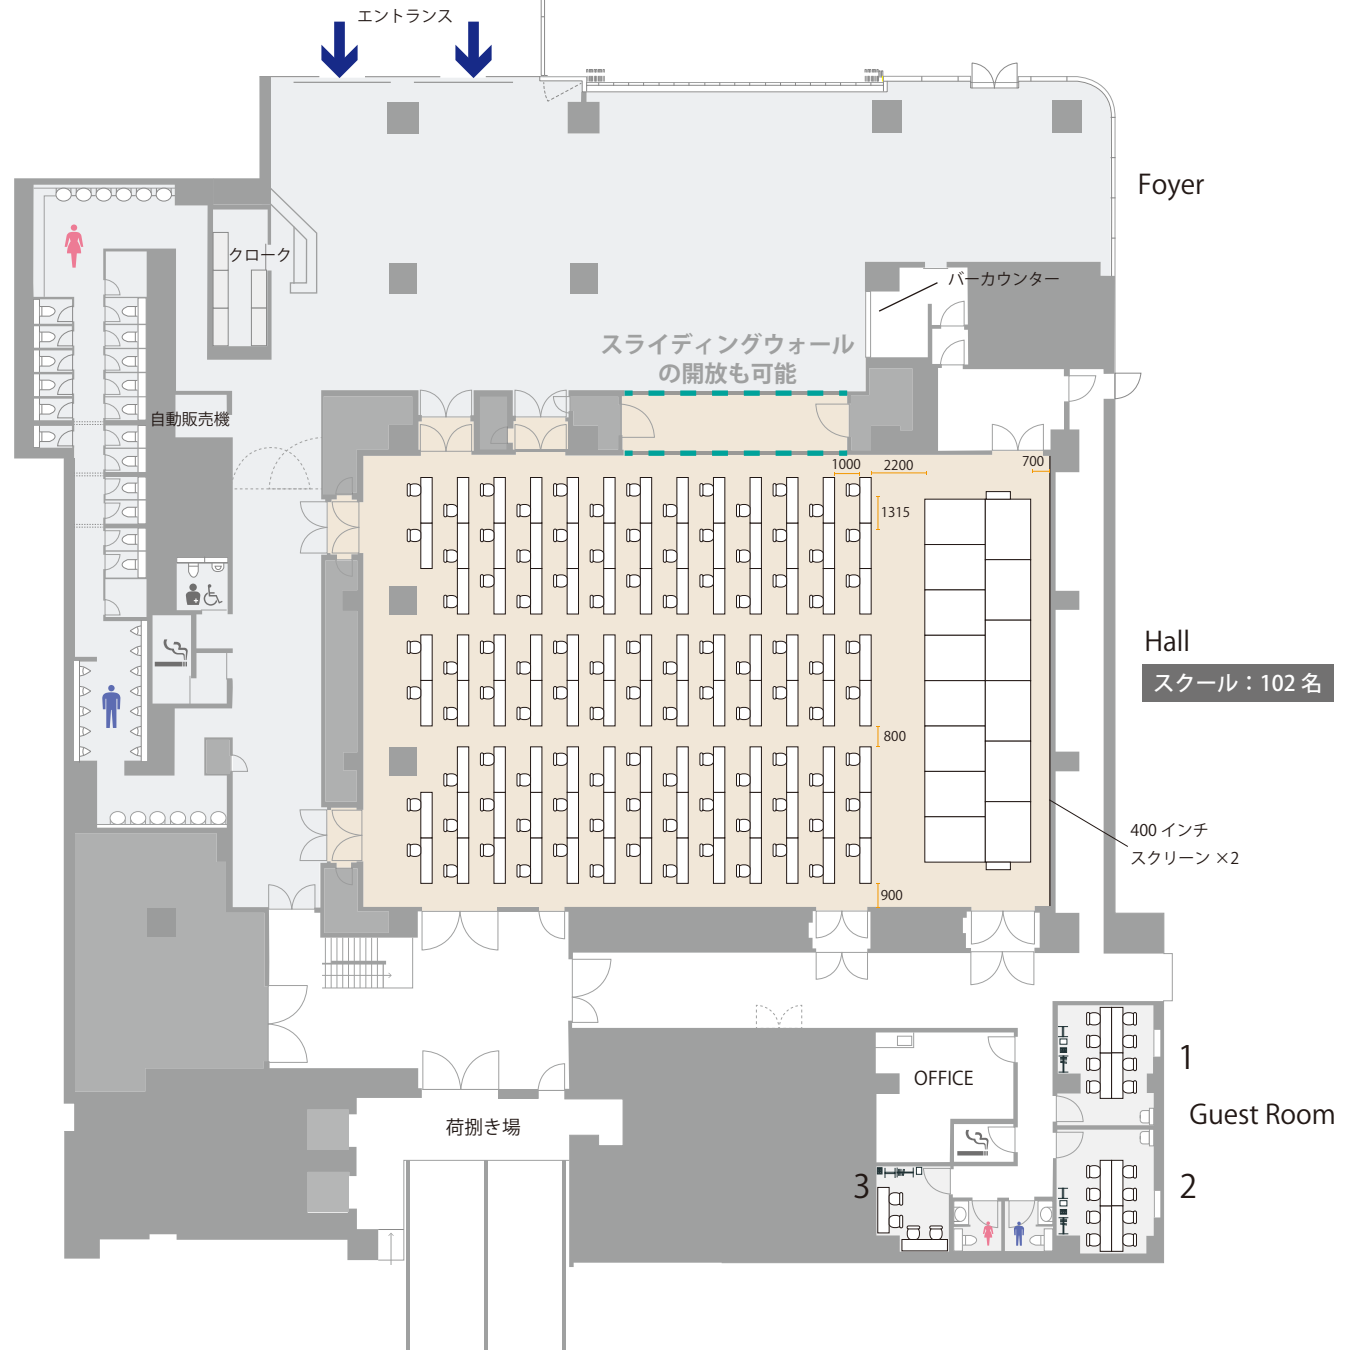 エントランス
Foyer
クローク
バーカウンター
スライディングウォール
の開放も可能
自動販売機
1000
2200
700
1315
Hall
スクール：102 名
800
400 インチ
スクリーン ×2
900
1
OFFICE
Guest Room
荷捌き場
3
2